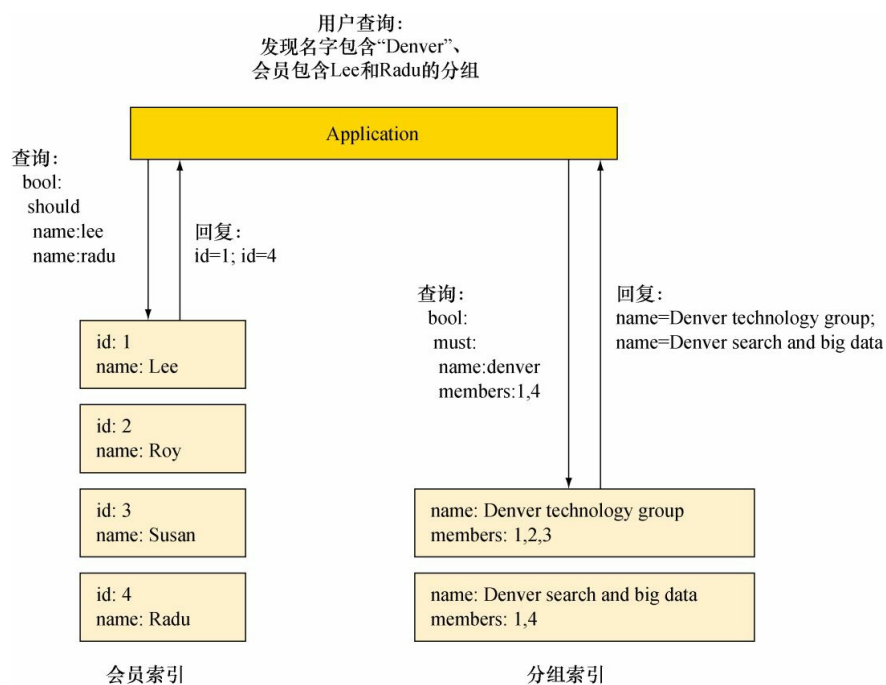 用户查询：
发现名字包含“Denver”、
会员包含Lee和Radu的分组
Application
查询：
bool:
should
name:lee
name:radu
回复：
id=1; id=4
查询：
bool:
must:
name:denver
members:1,4
回复：
name=Denver technology group;
name=Denver search and big data
id: 1
name: Lee
id: 2
name: Roy
id: 3
name: Susan
id: 4
name: Radu
name: Denver technology group
members: 1,2,3
name: Denver search and big data
members: 1,4
会员索引
分组索引